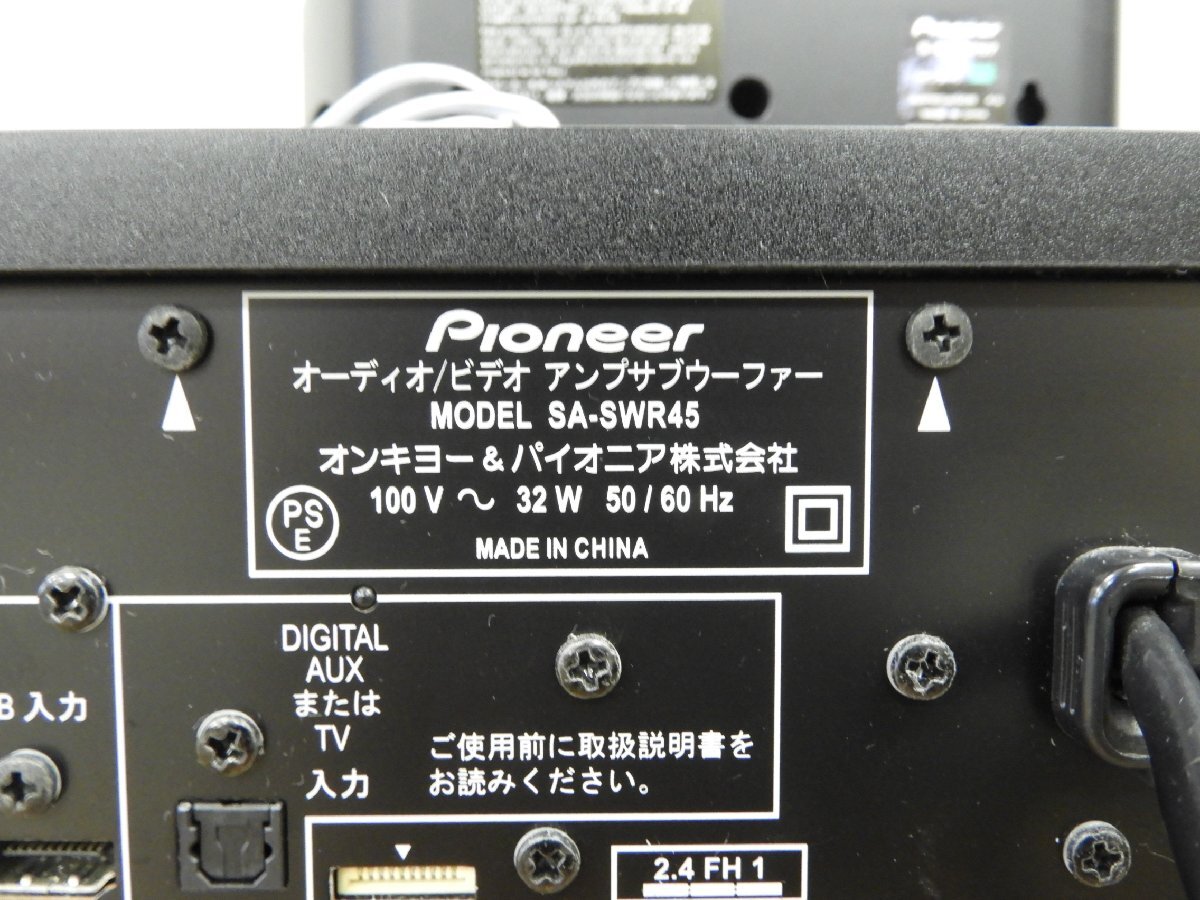 Pioneer
Pioneer
オーディオ/ビデオ アンプサブウーファー
MODEL SA-SWR45
オンキヨー&パイオニア株式会社
100 V ～ 32 W 50 / 60 Hz
PS
E
MADE IN CHINA
DIGITAL
AUX
または
TV
入力
B 入力
ご使用前に取扱説明書を
お読みください。
2.4 FH 1